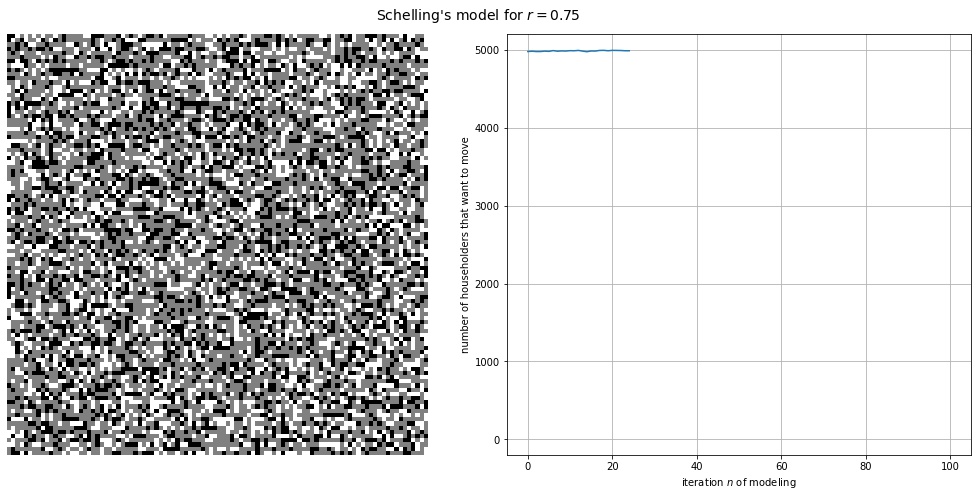 Schelling's model for r = 0.75
number of householders that want to move
5000
4000
3000
2000
1000
0
0 20 40 60 80 100
iteration n of modeling